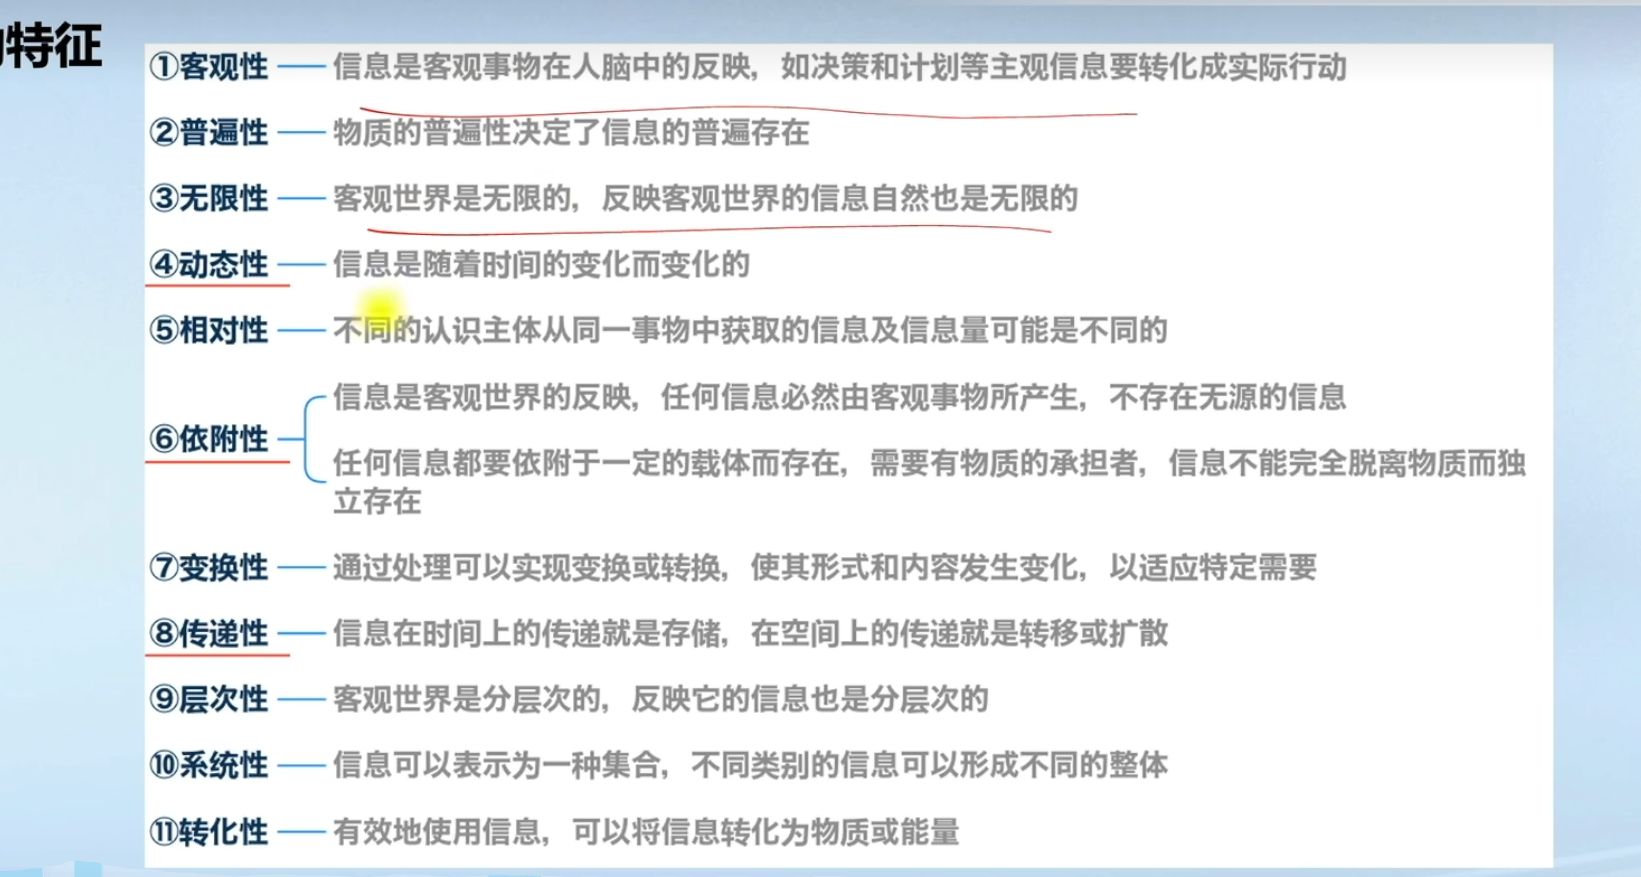 的特征
①客观性 信息是客观事物在人脑中的反映，如决策和计划等主观信息要转化成实际行动
②普遍性 物质的普遍性决定了信息的普遍存在
③无限性 客观世界是无限的，反映客观世界的信息自然也是无限的
④动态性 信息是随着时间的变化而变化的
⑤相对性 不同的认识主体从同一事物中获取的信息及信息量可能是不同的
⑥依附性 信息是客观世界的反映，任何信息必然由客观事物所产生，不存在无源的信息
任何信息都要依附于一定的载体而存在，需要有物质的承担者，信息不能完全脱离物质而独
立存在
⑦变换性 通过处理可以实现变换或转换，使其形式和内容发生变化，以适应特定需要
⑧传递性 信息在时间上的传递就是存储，在空间上的传递就是转移或扩散
⑨层次性 客观世界是分层次的，反映它的信息也是分层次的
⑩系统性 信息可以表示为一种集合，不同类别的信息可以形成不同的整体
⑪转化性 有效地使用信息，可以将信息转化为物质或能量